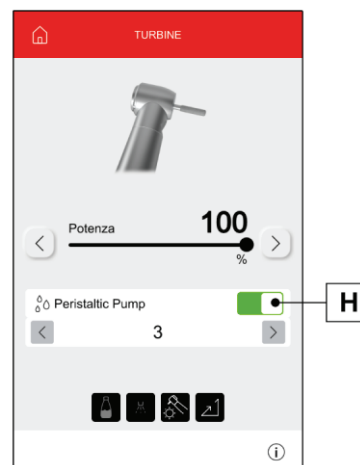 TURBINE
Potenza
100
%
Peristaltic Pump
H
3